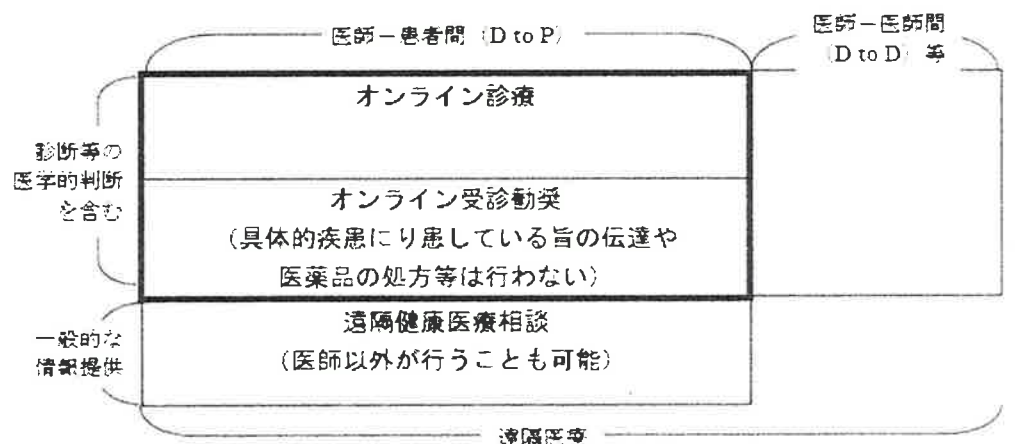 医師－患者間（D to P）
医師－医師間
（D to D）等
オンライン診療
診断等の
医学的判断
を含む
オンライン受診勧奨
（具体的疾患にり患している旨の伝達や
医薬品の処方等は行わない）
一般的な
情報提供
遠隔健康医療相談
（医師以外が行うことも可能）
遠隔医療